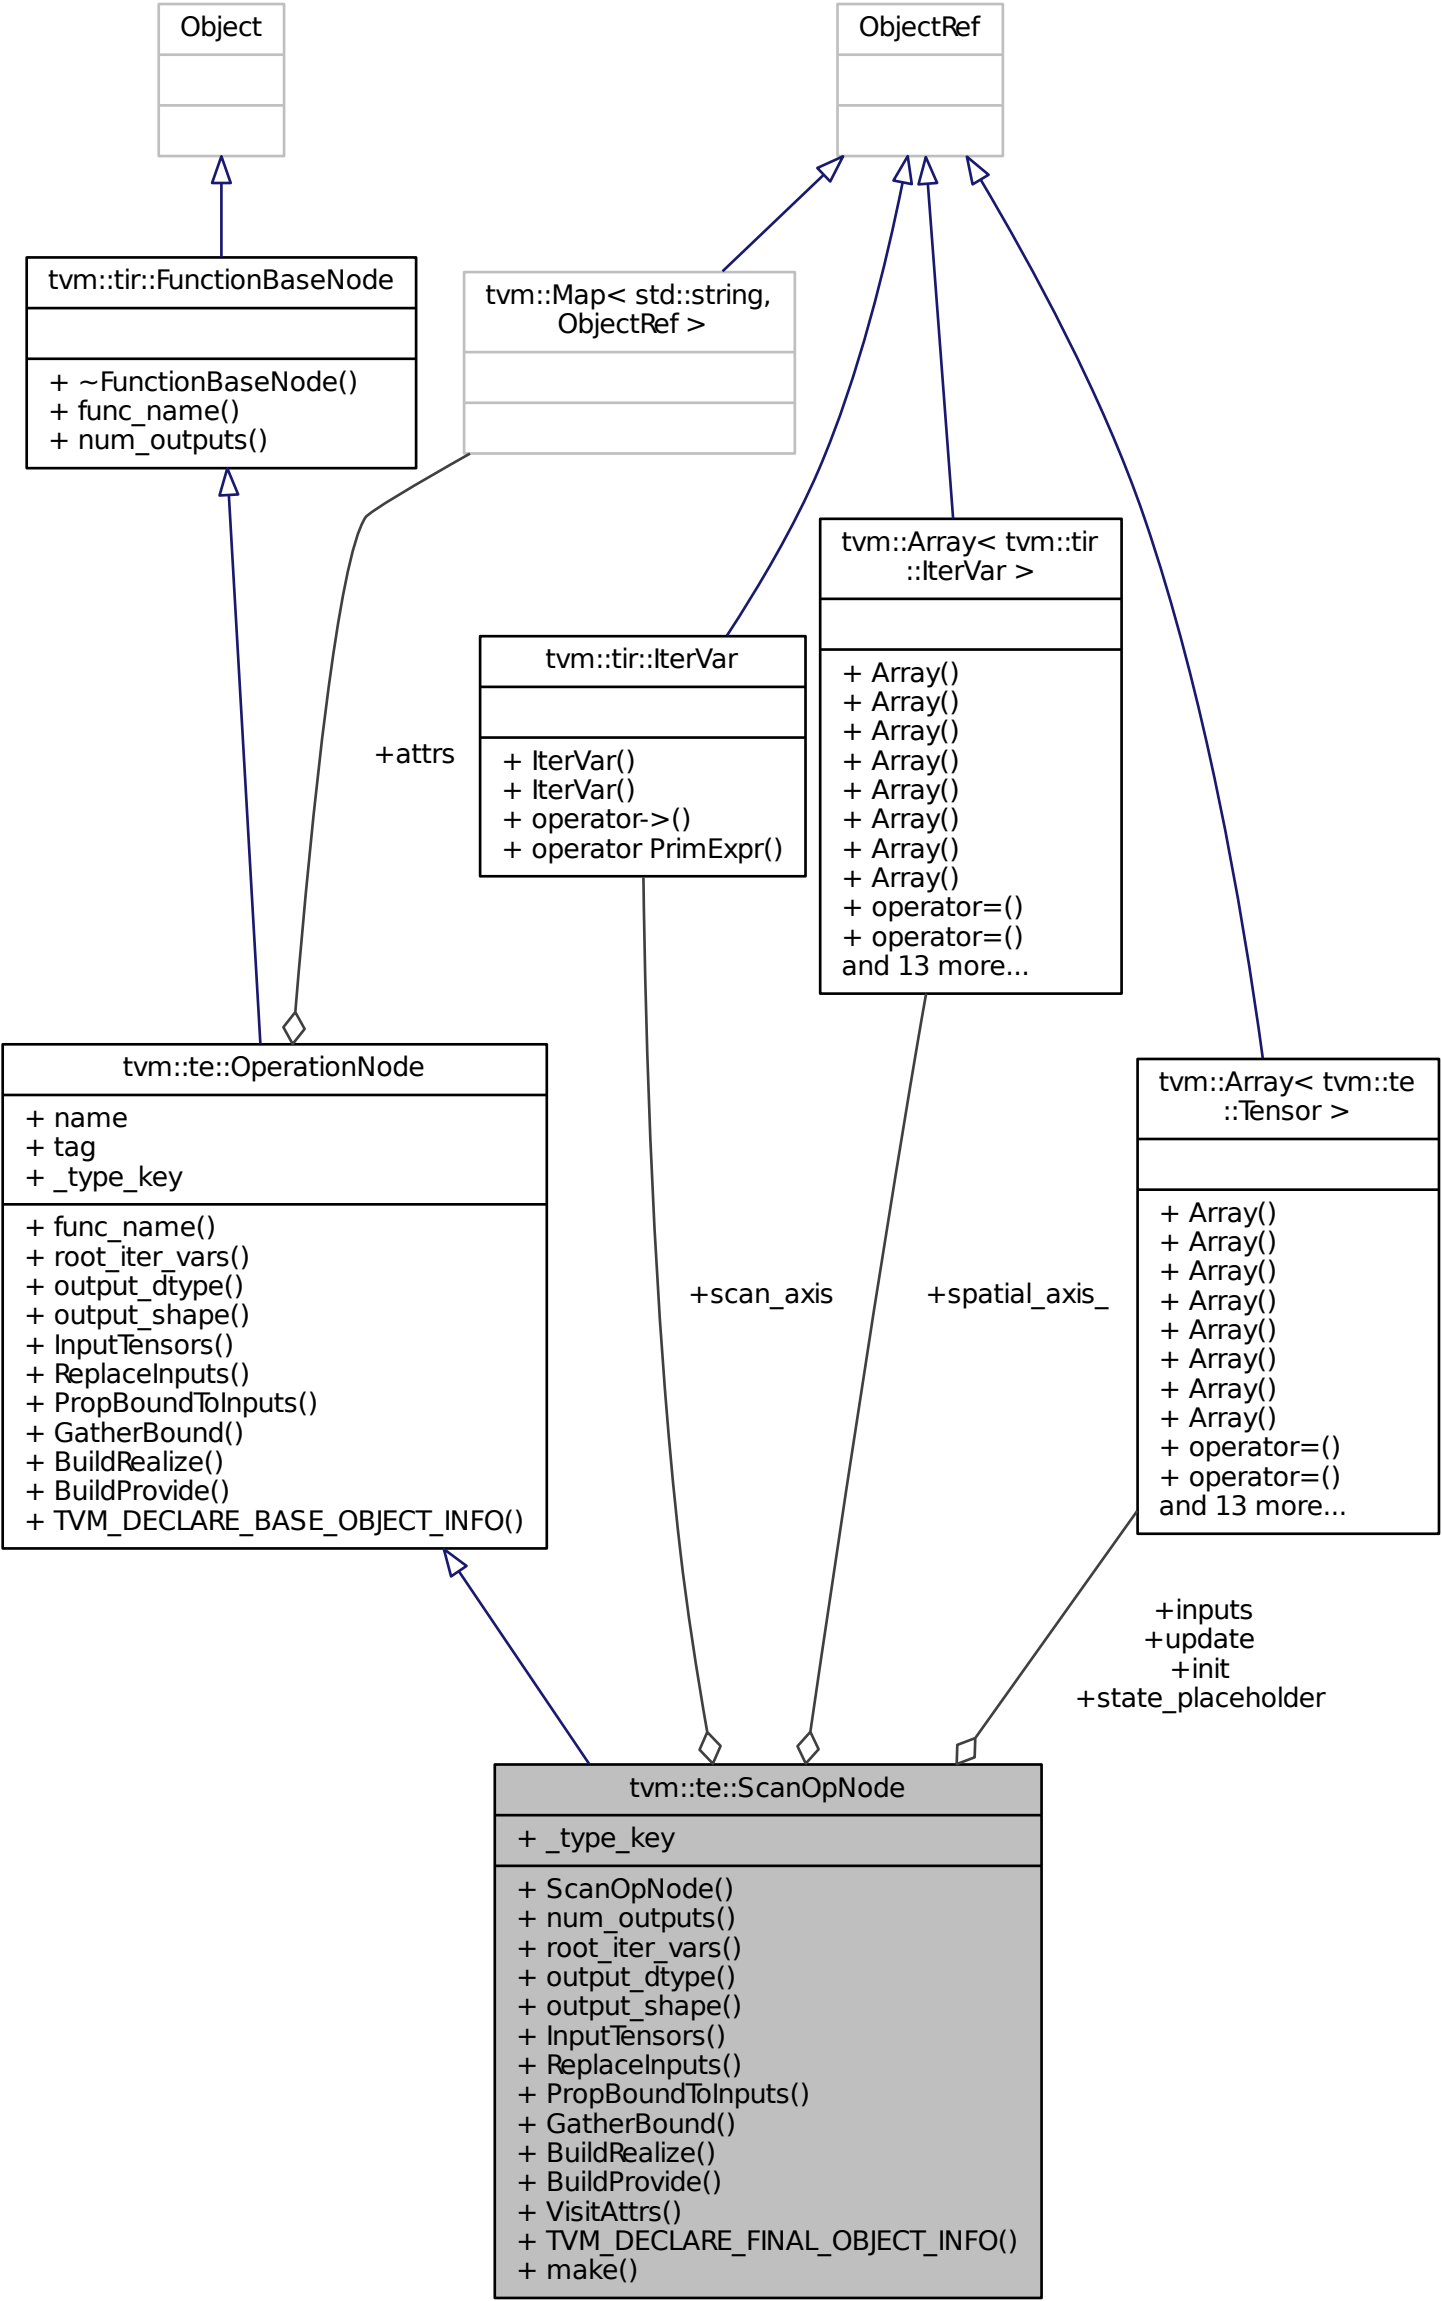 Object
ObjectRef
tvm::tir::FunctionBaseNode
+ ~FunctionBaseNode()
+ func_name()
+ num_outputs()
tvm::Map< std::string,
ObjectRef >
tvm::Array< tvm::tir
::IterVar >
+ Array()
+ Array()
+ Array()
+ Array()
+ Array()
+ Array()
+ Array()
+ Array()
+ operator=()
+ operator=()
and 13 more...
tvm::tir::IterVar
+ IterVar()
+ IterVar()
+ operator->()
+ operator PrimExpr()
+attrs
tvm::te::OperationNode
+ name
+ tag
+ _type_key
+ func_name()
+ root_iter_vars()
+ output_dtype()
+ output_shape()
+ InputTensors()
+ ReplaceInputs()
+ PropBoundToInputs()
+ GatherBound()
+ BuildRealize()
+ BuildProvide()
+ TVM_DECLARE_BASE_OBJECT_INFO()
tvm::Array< tvm::te
::Tensor >
+ Array()
+ Array()
+ Array()
+ Array()
+ Array()
+ Array()
+ Array()
+ Array()
+ operator=()
+ operator=()
and 13 more...
+scan_axis
+spatial_axis_
+inputs
+update
+init
+state_placeholder
tvm::te::ScanOpNode
+ _type_key
+ ScanOpNode()
+ num_outputs()
+ root_iter_vars()
+ output_dtype()
+ output_shape()
+ InputTensors()
+ ReplaceInputs()
+ PropBoundToInputs()
+ GatherBound()
+ BuildRealize()
+ BuildProvide()
+ VisitAttrs()
+ TVM_DECLARE_FINAL_OBJECT_INFO()
+ make()